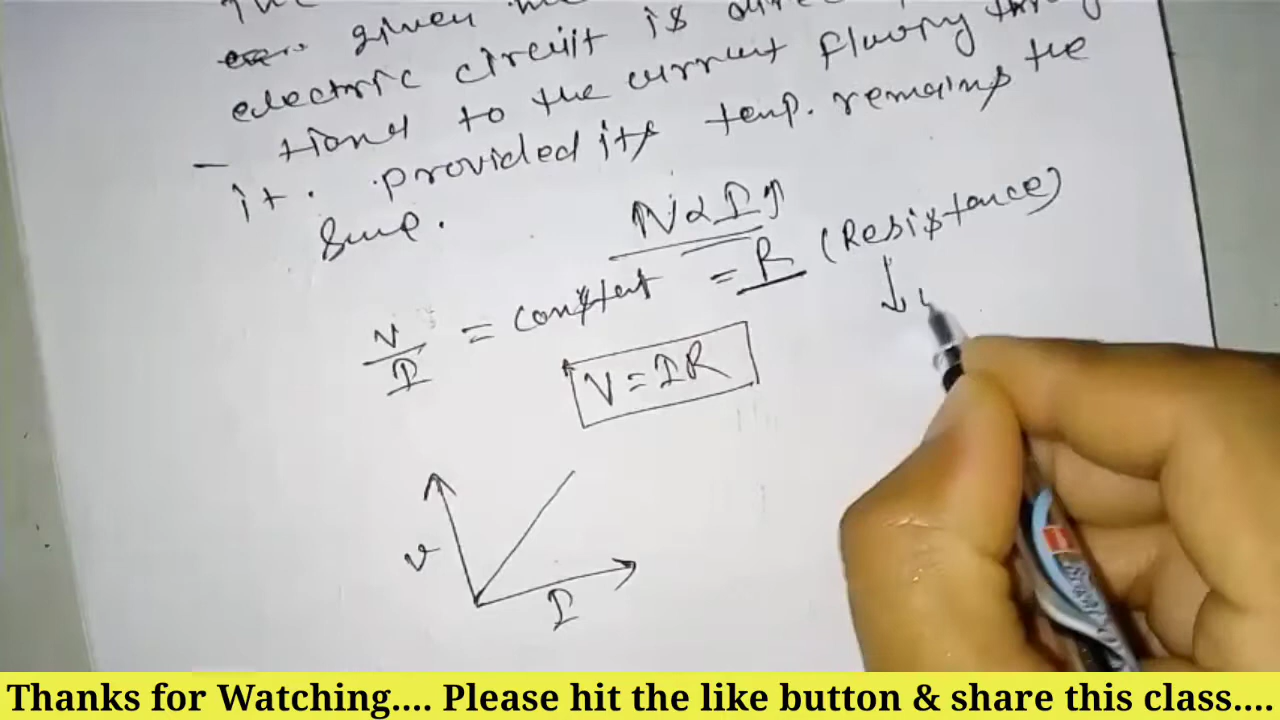 The
given
electric circuit is
tional to the current flowing
it. provided its temp. remains the
same.
V ∝ I
V/I = constant = R (Resistance)
V = IR
V
I
Thanks for Watching.... Please hit the like button & share this class....